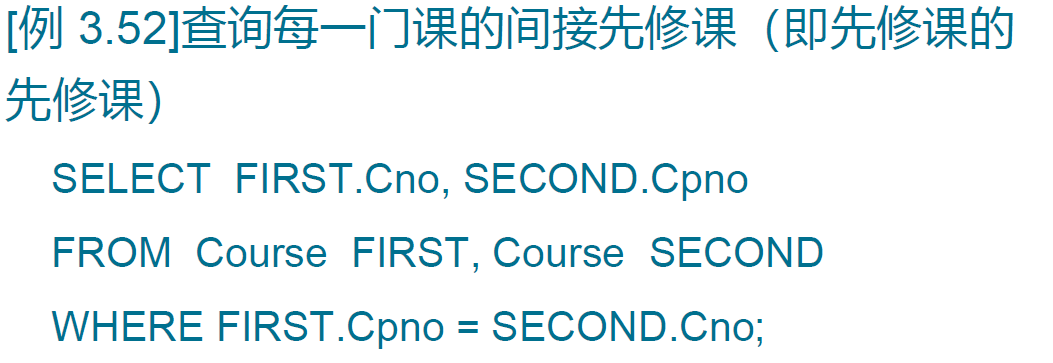 [例 3.52]查询每一门课的间接先修课（即先修课的
先修课）
SELECT FIRST.Cno, SECOND.Cpno
FROM Course FIRST, Course SECOND
WHERE FIRST.Cpno = SECOND.Cno;